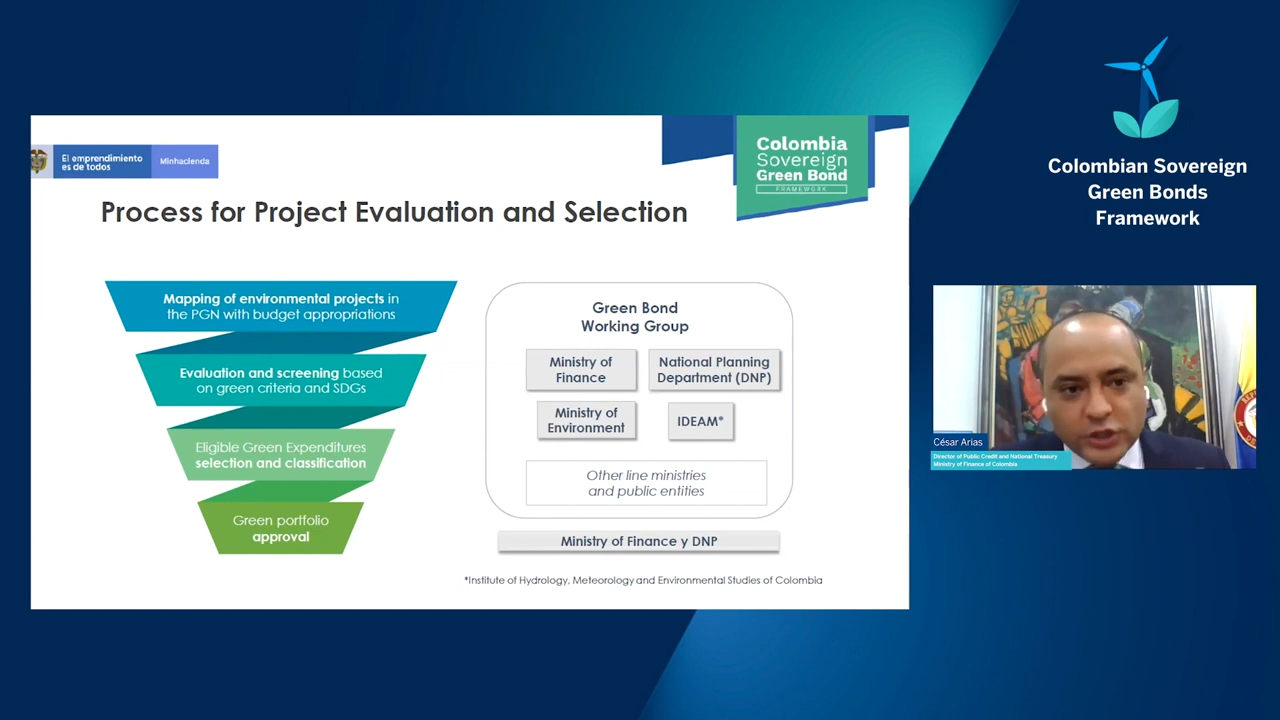 El emprendimiento
es de todos
Minhacienda
Colombia
Sovereign
Green Bond
FRAMEWORK
Process for Project Evaluation and Selection
Mapping of environmental projects in
the PGN with budget appropriations
Evaluation and screening based
on green criteria and SDGs
Eligible Green Expenditures
selection and classification
Green portfolio
approval
Green Bond
Working Group
Ministry of
Finance
National Planning
Department (DNP)
Ministry of
Environment
IDEAM*
Other line ministries
and public entities
Ministry of Finance y DNP
*Institute of Hydrology, Meteorology and Environmental Studies of Colombia
Colombian Sovereign
Green Bonds
Framework
César Arias
Director of Public Credit and National Treasury
Ministry of Finance of Colombia